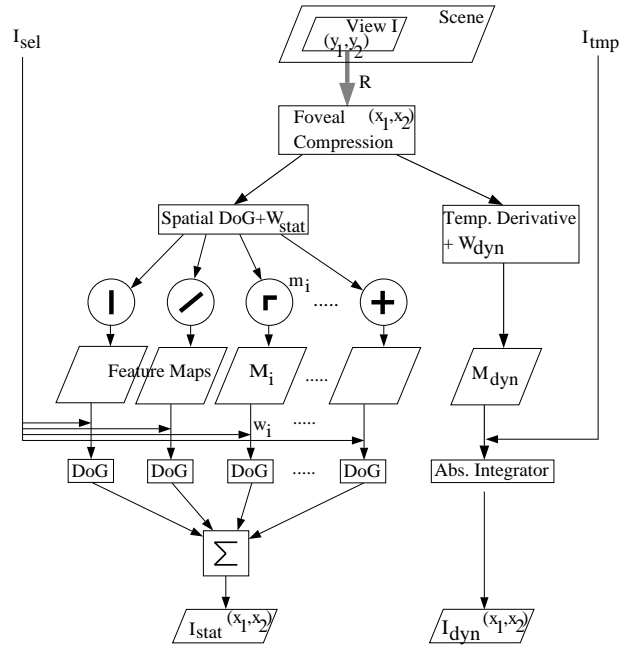 Scene
View I
(y1,y2)
Isel
Itmp
R
Foveal (x1,x2)
Compression
Spatial DoG+Wstat
Temp. Derivative
+ Wdyn
mi
.....
Feature Maps
Mi
.....
Mdyn
wi
.....
DoG
DoG
DoG
.....
DoG
Abs. Integrator
Σ
Istat(x1,x2)
Idyn(x1,x2)